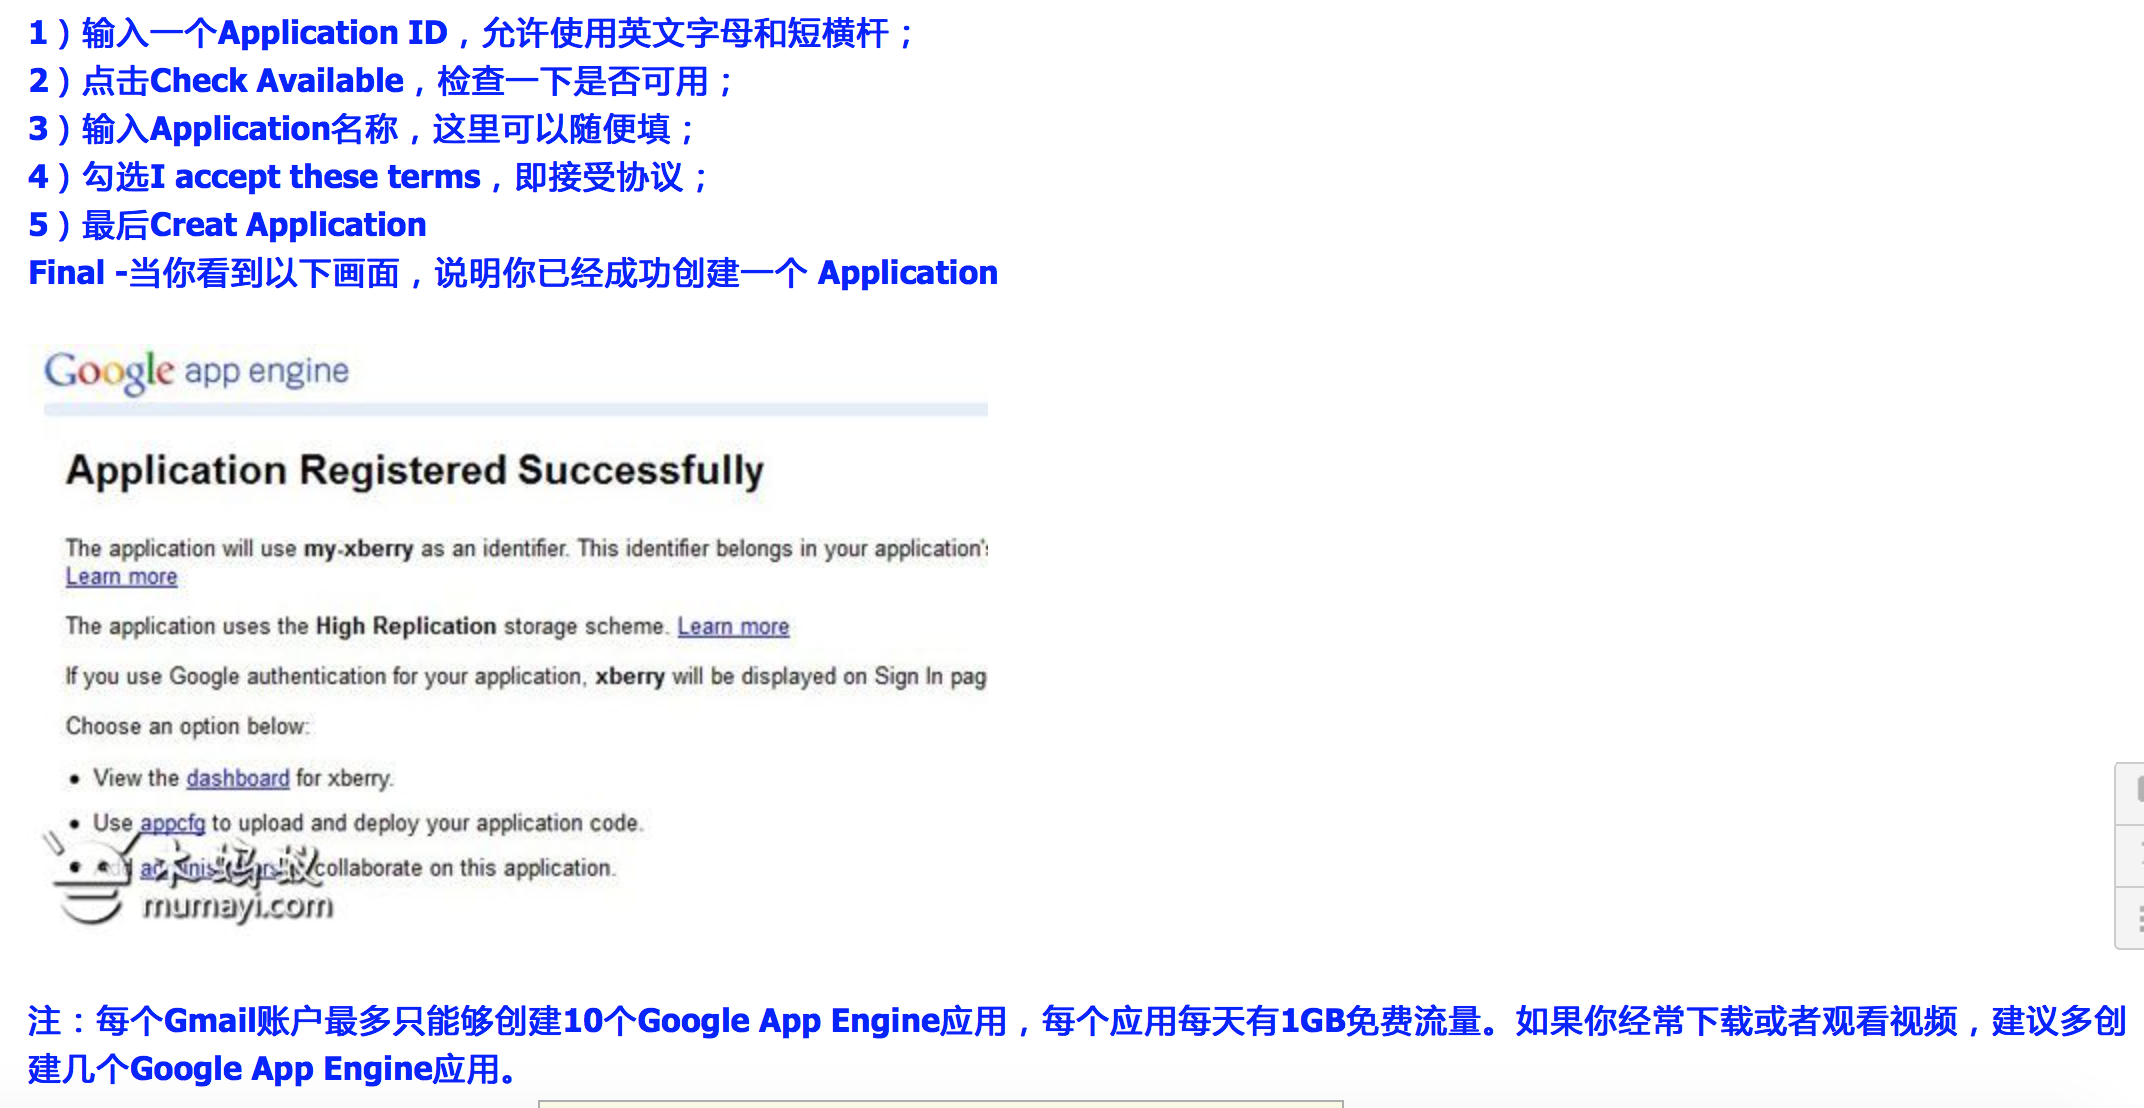 1）输入一个Application ID，允许使用英文字母和短横杆；
2）点击Check Available，检查一下是否可用；
3）输入Application名称，这里可以随便填；
4）勾选I accept these terms，即接受协议；
5）最后Creat Application
Final -当你看到以下画面，说明你已经成功创建一个 Application
Google app engine
Application Registered Successfully
The application will use my-xberry as an identifier. This identifier belongs in your application's
Learn more
The application uses the High Replication storage scheme. Learn more
If you use Google authentication for your application, xberry will be displayed on Sign In pag
Choose an option below:
• View the dashboard for xberry.
• Use appcfg to upload and deploy your application code.
• collaborate on this application.
木蚂蚁
mumayi.com
注：每个Gmail账户最多只能够创建10个Google App Engine应用，每个应用每天有1GB免费流量。如果你经常下载或者观看视频，建议多创
建几个Google App Engine应用。